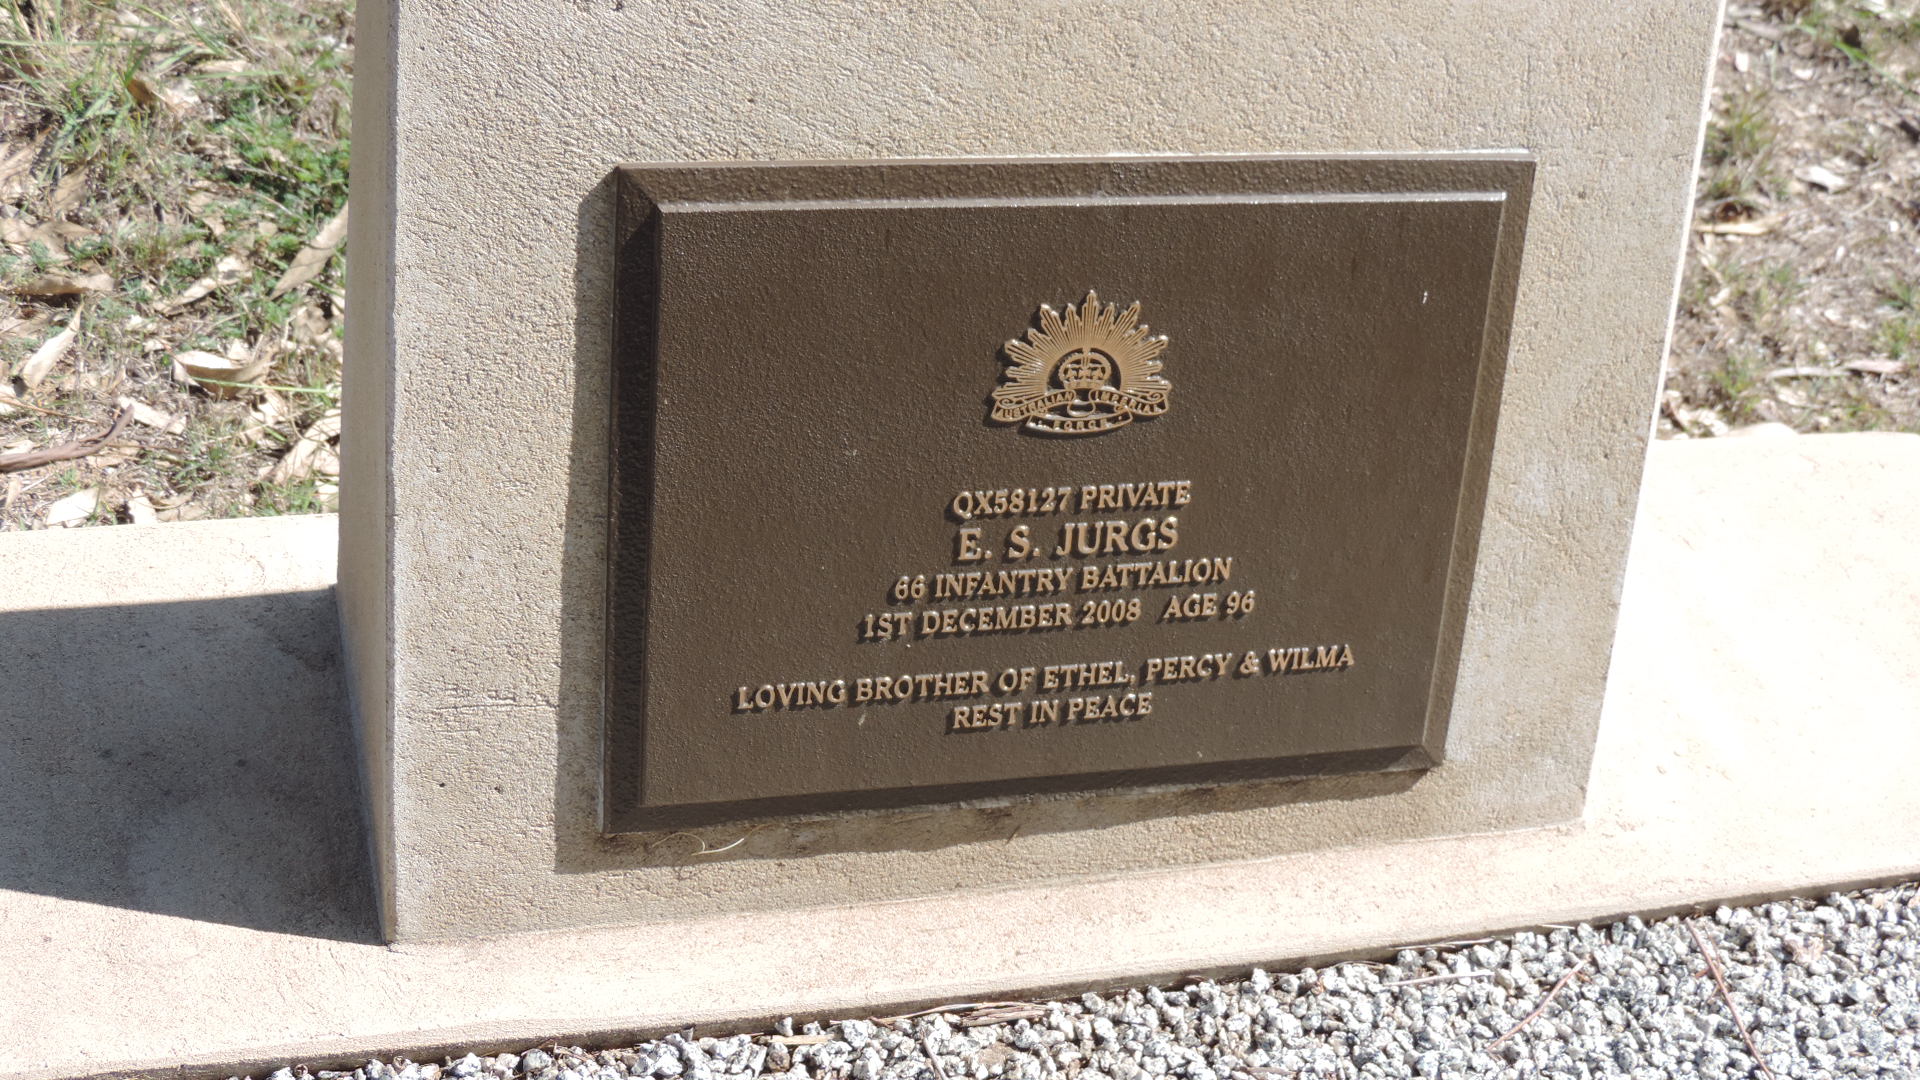 AUSTRALIAN IMPERIAL
FORCE
QX58127 PRIVATE
E. S. JURGS
66 INFANTRY BATTALION
1ST DECEMBER 2008 AGE 96
LOVING BROTHER OF ETHEL, PERCY & WILMA
REST IN PEACE